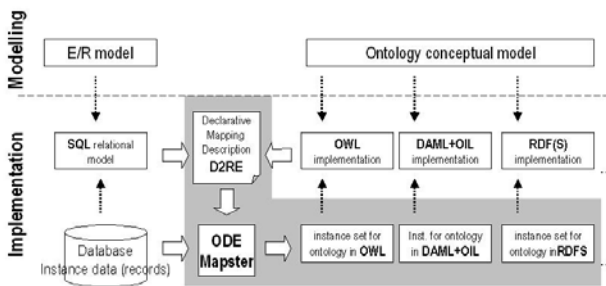 Modelling
E/R model
Ontology conceptual model
Implementation
SQL relational
model
Declarative
Mapping
Description
D2RE
OWL
implementation
DAML+OIL
implementation
RDF(S)
implementation
Database
Instance data (records)
ODE
Mapster
instance set for
ontology in OWL
Inst. for ontology
in DAML+OIL
instance set for
ontology inRDFS